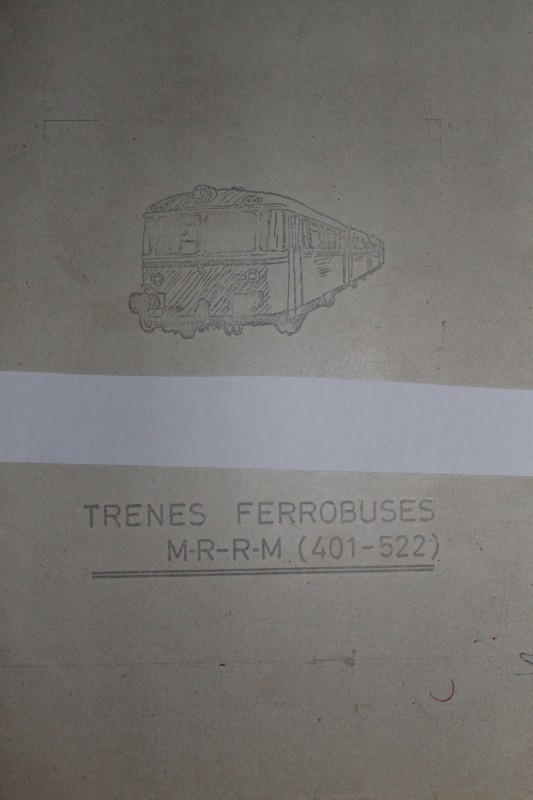 TRENES FERROBUSES
M-R-R-M (401-522)